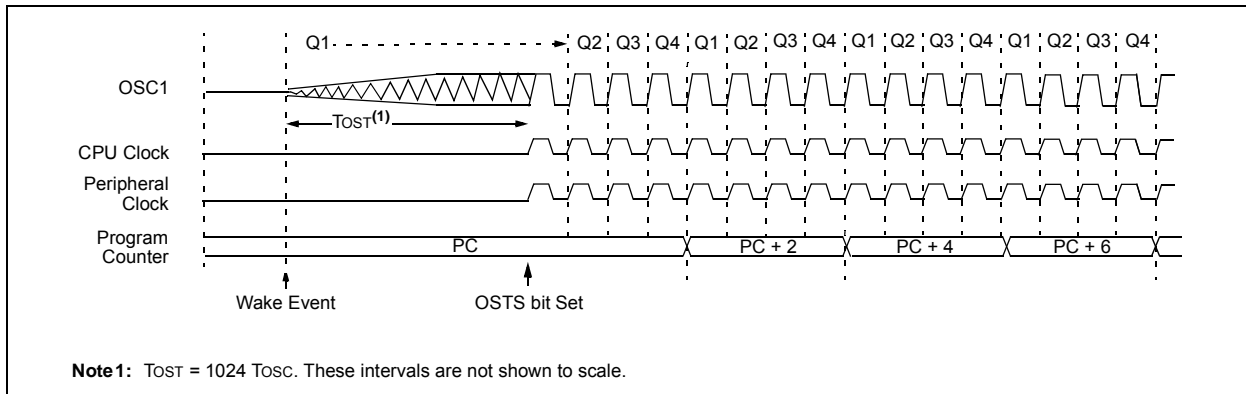 Q1 Q2 Q3 Q4 Q1 Q2 Q3 Q4 Q1 Q2 Q3 Q4 Q1 Q2 Q3 Q4
OSC1
TOST(1)
CPU Clock
Peripheral
Clock
Program
Counter
PC PC + 2 PC + 4 PC + 6
Wake Event OSTS bit Set
Note1: TOST = 1024 TOSC. These intervals are not shown to scale.